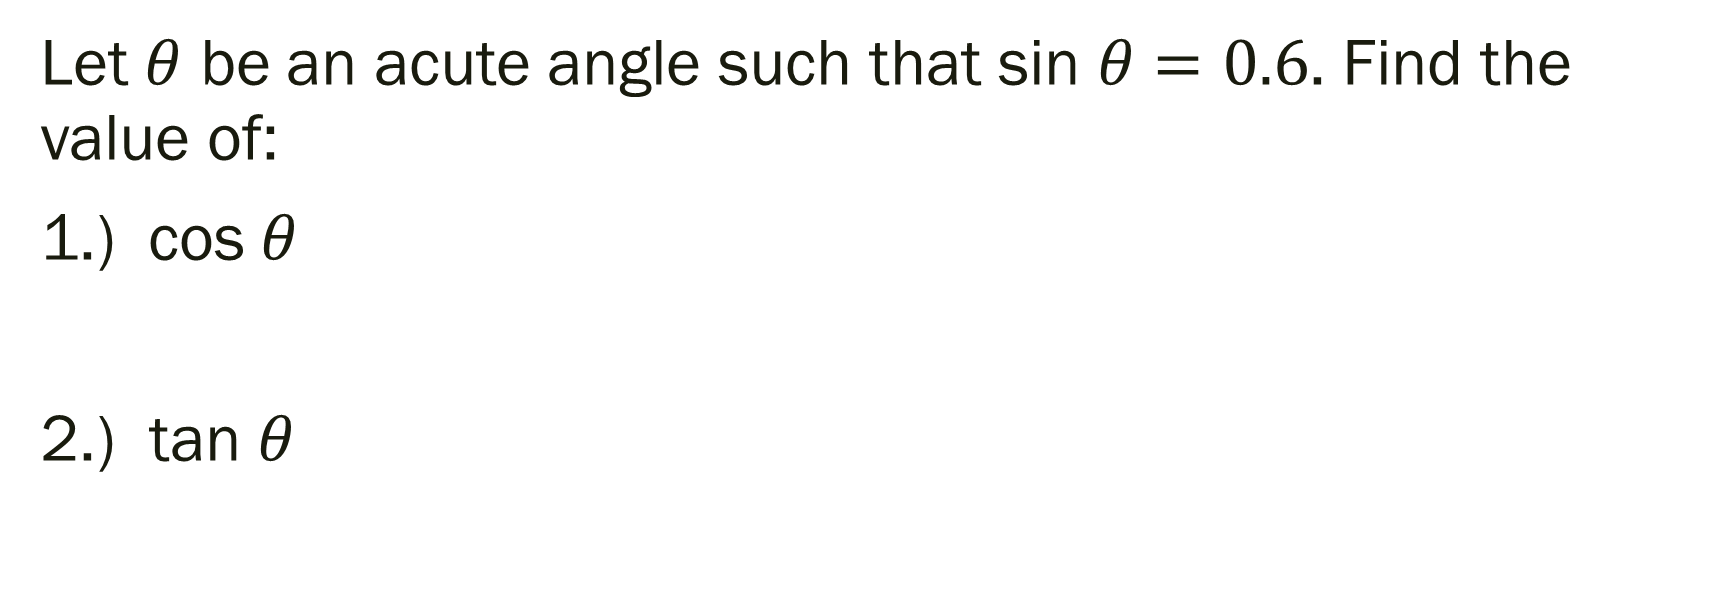 Let θ be an acute angle such that sin θ = 0.6. Find the
value of:
1.) cos θ
2.) tan θ